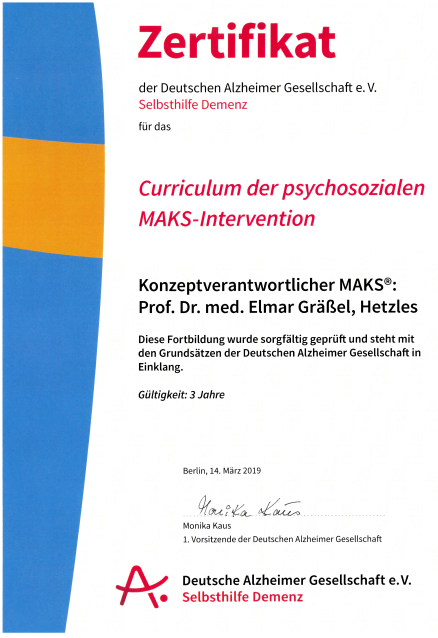 Zertifikat
der Deutschen Alzheimer Gesellschaft e. V.
Selbsthilfe Demenz
für das
Curriculum der psychosozialen
MAKS-Intervention
Konzeptverantwortlicher MAKS®:
Prof. Dr. med. Elmar Gräßel, Hetzles
Diese Fortbildung wurde sorgfältig geprüft und steht mit
den Grundsätzen der Deutschen Alzheimer Gesellschaft in
Einklang.
Gültigkeit: 3 Jahre
Berlin, 14. März 2019
Monika Kaus
Monika Kaus
1. Vorsitzende der Deutschen Alzheimer Gesellschaft
Deutsche Alzheimer Gesellschaft e.V.
Selbsthilfe Demenz